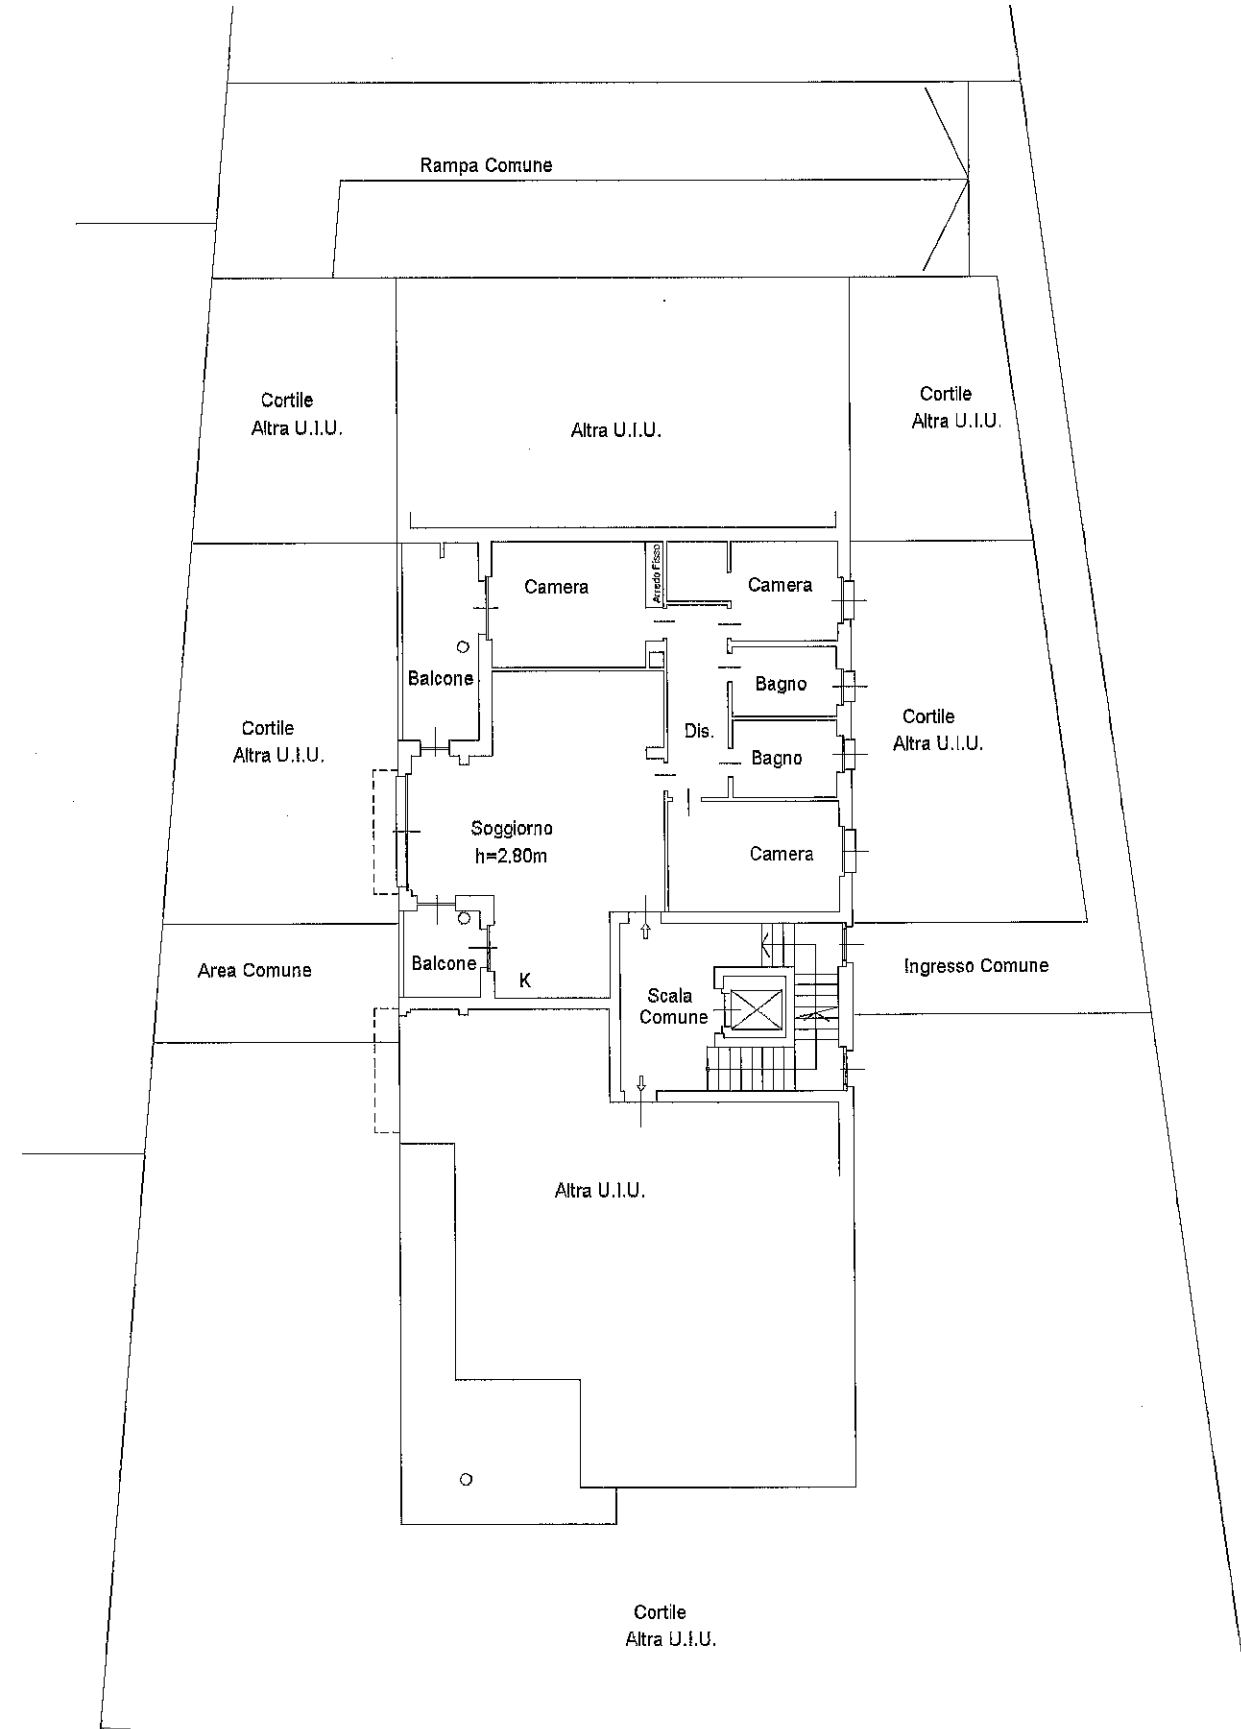 Rampa Comune
Cortile
Altra U.I.U.
Altra U.I.U.
Cortile
Altra U.I.U.
Camera
Arredo Fisso
Camera
Balcone
Bagno
Cortile
Altra U.I.U.
Dis.
Cortile
Altra U.I.U.
Bagno
Soggiorno
h=2.80m
Camera
Area Comune
Balcone
K
Scala
Comune
Ingresso Comune
Altra U.I.U.
Cortile
Altra U.I.U.